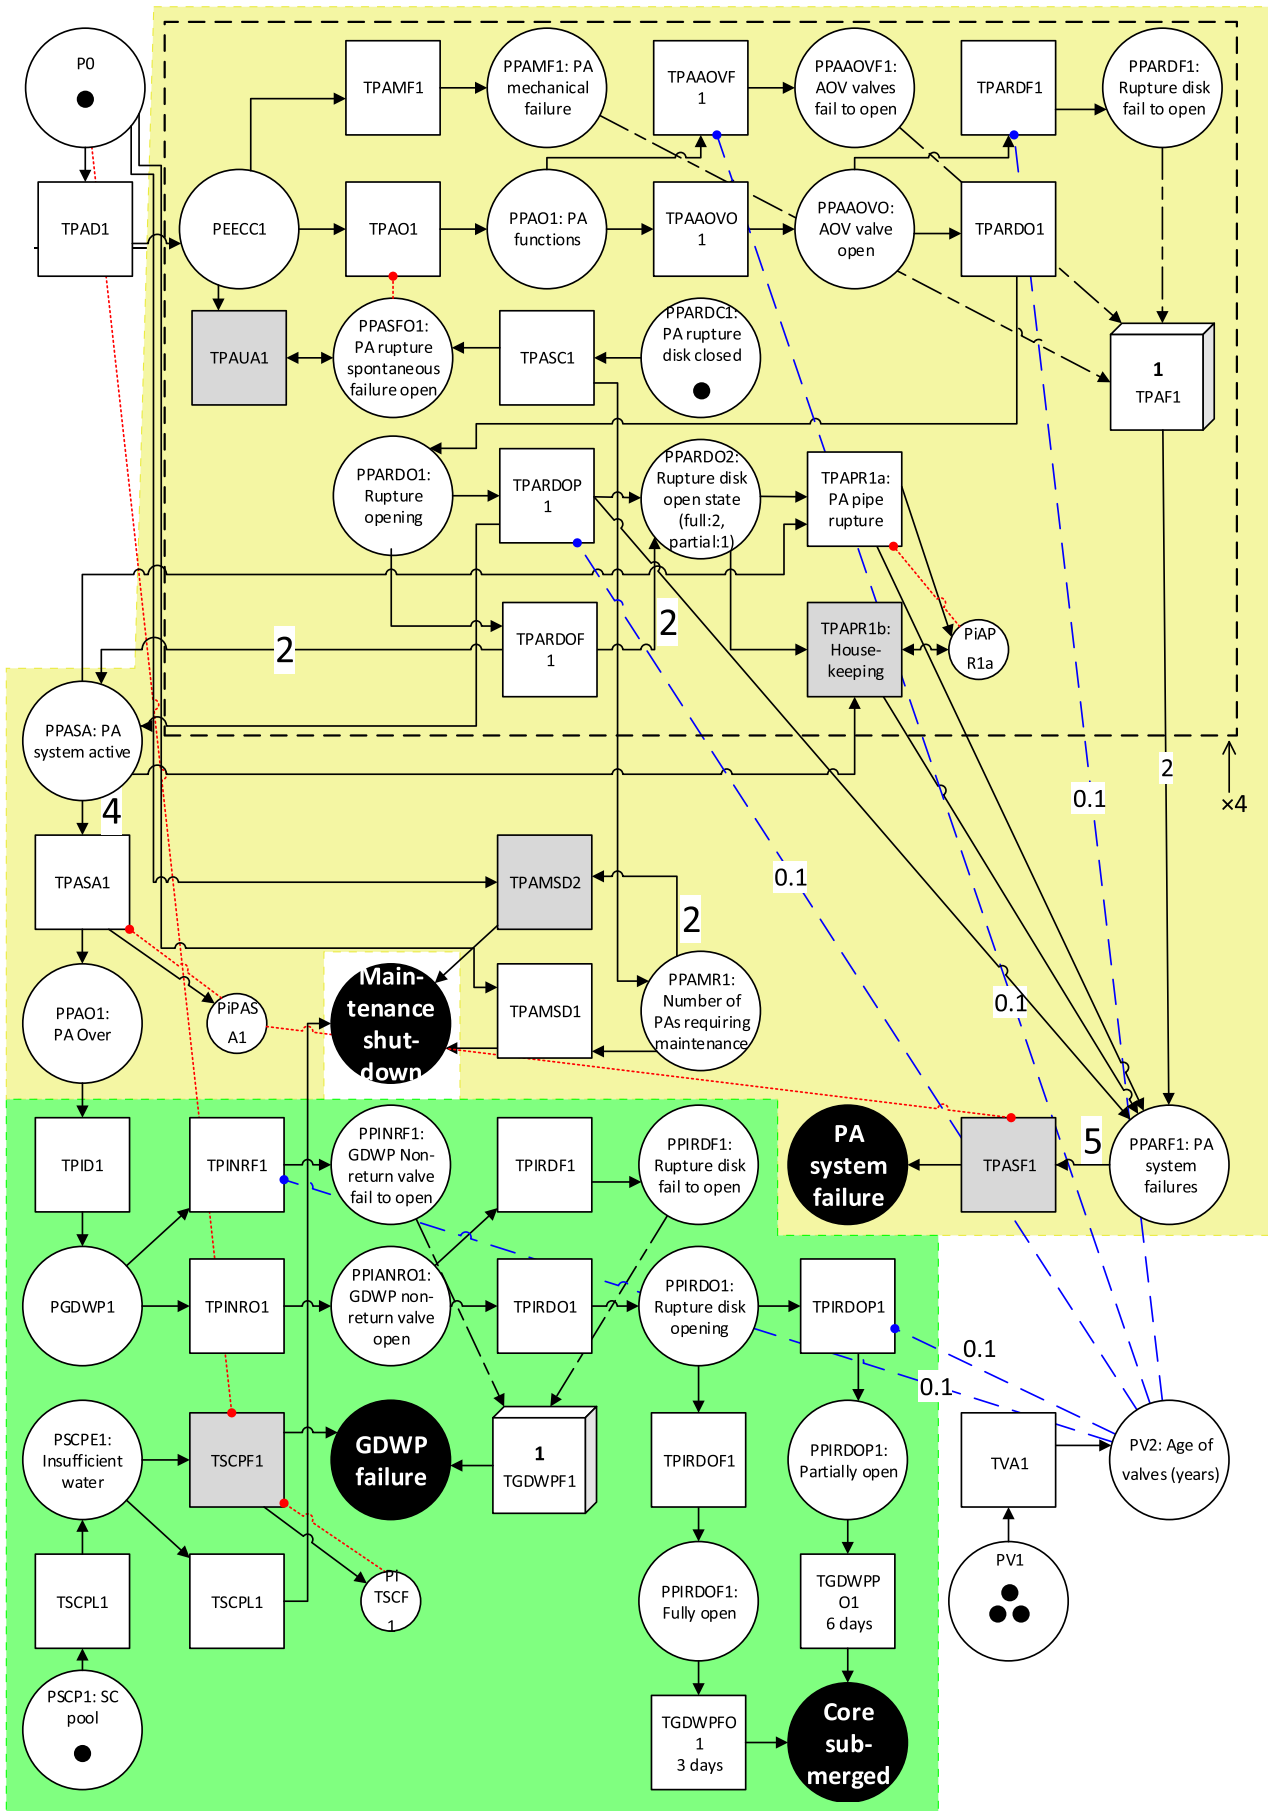 P0
TPAMF1
PPAMF1: PA
mechanical
failure
TPAAOVF
1
PPAAOVF1:
AOV valves
fail to open
TPARDF1
PPARDF1:
Rupture disk
fail to open
TPAD1
PEECC1
TPAO1
PPAO1: PA
functions
TPAAOVO
1
PPAAOVO:
AOV valve
open
TPARDO1
TPAUA1
PPASFO1:
PA rupture
spontaneous
failure open
TPASC1
PPARDC1:
PA rupture
disk closed
1
TPAF1
PPARDO1:
Rupture
opening
TPARDOP
1
PPARDO2:
Rupture disk
open state
(full:2,
partial:1)
TPAPR1a:
PA pipe
rupture
2
TPARDOF
1
2
TPAPR1b:
House-
keeping
PiAP
R1a
PPASA: PA
system active
2
0.1
×4
4
TPASA1
TPAMSD2
0.1
2
PPAO1:
PA Over
PiPAS
A1
Main-
tenance
shut-
down
TPAMSD1
PPAMR1:
Number of
PAs requiring
maintenance
0.1
TPID1
TPINRF1
PPINRF1:
GDWP Non-
return valve
fail to open
TPIRDF1
PPIRDF1:
Rupture disk
fail to open
PA
system
failure
TPASF1
5
PPARF1: PA
system
failures
PGDWP1
TPINRO1
PPIANRO1:
GDWP non-
return valve
open
TPIRDO1
PPIRDO1:
Rupture disk
opening
TPIRDOP1
0.1
0.1
PSCPE1:
Insufficient
water
TSCPF1
GDWP
failure
1
TGDWPF1
TPIRDOF1
PPIRDOP1:
Partially open
TVA1
PV2: Age of
valves (years)
TSCPL1
TSCPL1
PI
TSCF
1
PPIRDOF1:
Fully open
TGDWPP
O1
6 days
PV1
PSCP1: SC
pool
TGDWPFO
1
3 days
Core
sub-
merged